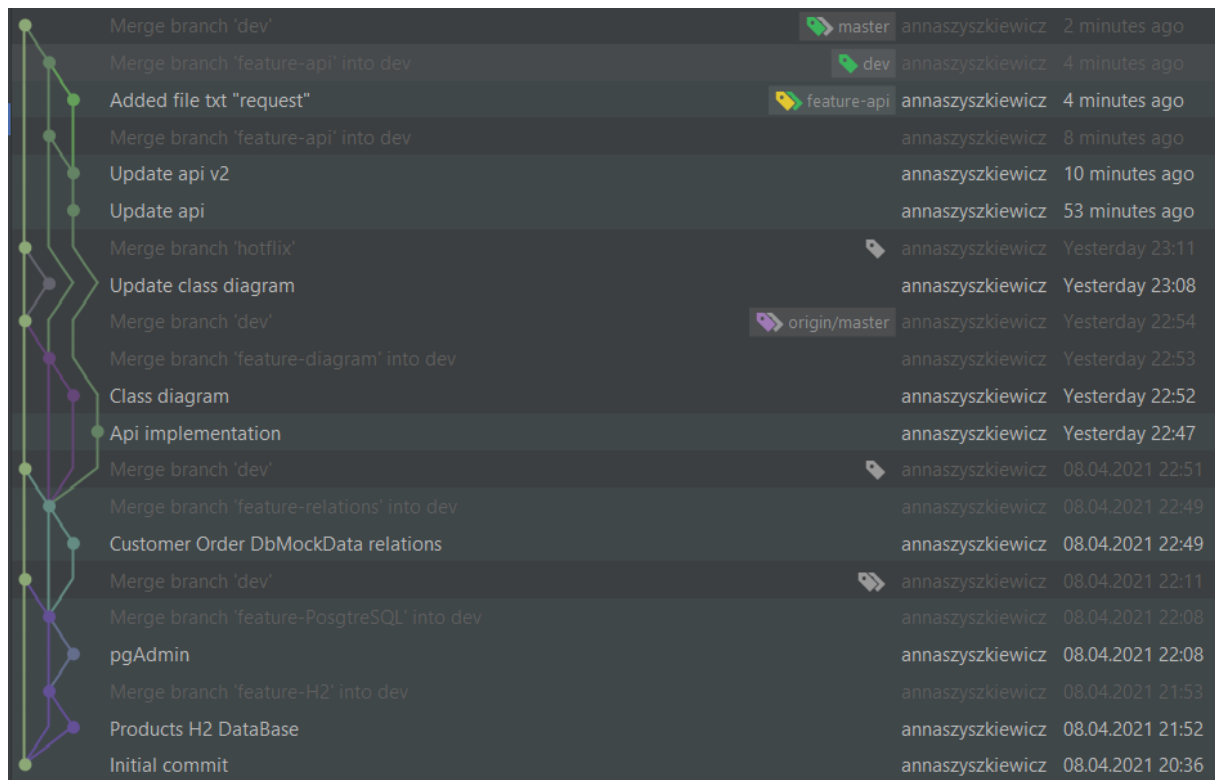 Merge branch 'dev' master annaszyszkiewicz 2 minutes ago
Merge branch 'feature-api' into dev dev annaszyszkiewicz 4 minutes ago
Added file txt "request" feature-api annaszyszkiewicz 4 minutes ago
Merge branch 'feature-api' into dev annaszyszkiewicz 8 minutes ago
Update api v2 annaszyszkiewicz 10 minutes ago
Update api annaszyszkiewicz 53 minutes ago
Merge branch 'hotflix' annaszyszkiewicz Yesterday 23:11
Update class diagram annaszyszkiewicz Yesterday 23:08
Merge branch 'dev' origin/master annaszyszkiewicz Yesterday 22:54
Merge branch 'feature-diagram' into dev annaszyszkiewicz Yesterday 22:53
Class diagram annaszyszkiewicz Yesterday 22:52
Api implementation annaszyszkiewicz Yesterday 22:47
Merge branch 'dev' annaszyszkiewicz 08.04.2021 22:51
Merge branch 'feature-relations' into dev annaszyszkiewicz 08.04.2021 22:49
Customer Order DbMockData relations annaszyszkiewicz 08.04.2021 22:49
Merge branch 'dev' annaszyszkiewicz 08.04.2021 22:11
Merge branch 'feature-PosgtreSQL' into dev annaszyszkiewicz 08.04.2021 22:08
pgAdmin annaszyszkiewicz 08.04.2021 22:08
Merge branch 'feature-H2' into dev annaszyszkiewicz 08.04.2021 21:53
Products H2 DataBase annaszyszkiewicz 08.04.2021 21:52
Initial commit annaszyszkiewicz 08.04.2021 20:36